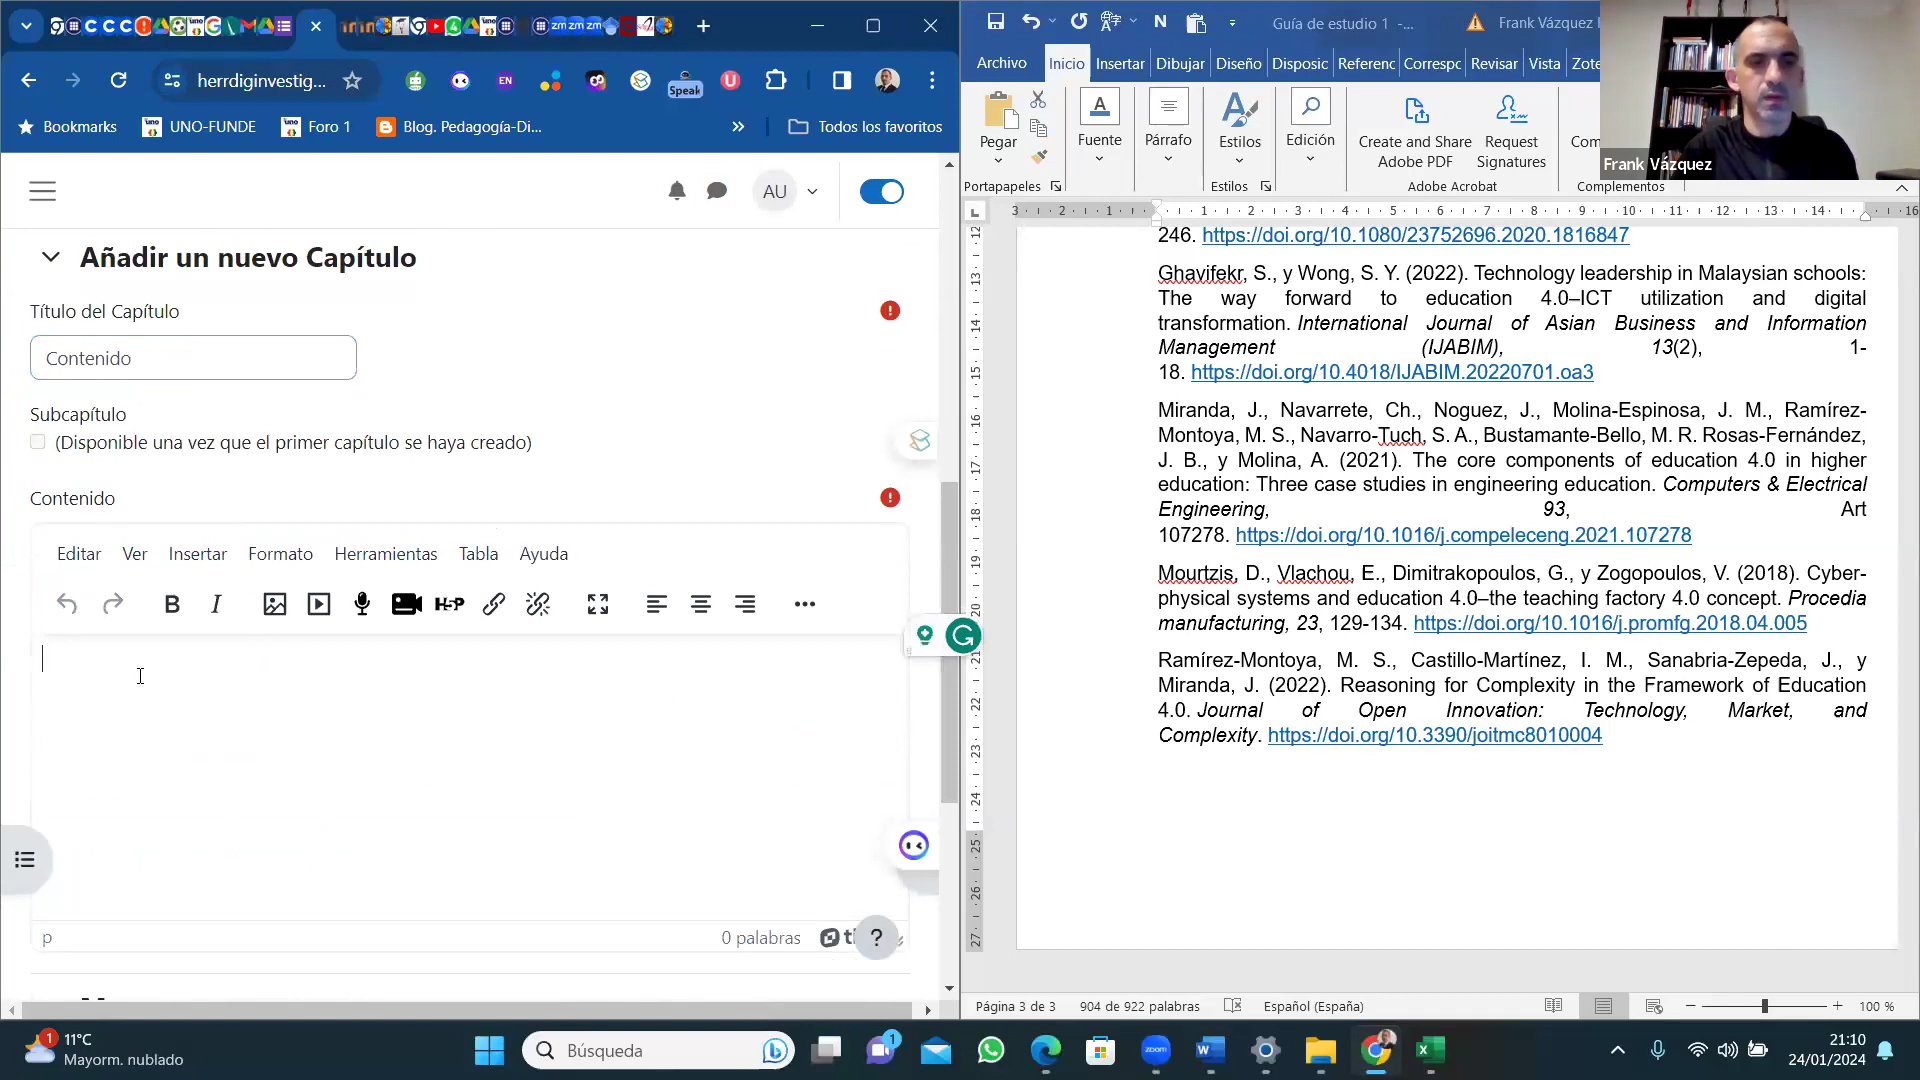 herrdiginvestig...
EN
Speak
Bookmarks
UNO-FUNDE
Foro 1
Blog. Pedagogía-Di...
Todos los favoritos
AU
Añadir un nuevo Capítulo
Título del Capítulo
Contenido
Subcapítulo
(Disponible una vez que el primer capítulo se haya creado)
Contenido
Editar Ver Insertar Formato Herramientas Tabla Ayuda
B I H5P
p
0 palabras
Guía de estudio 1 -...
Frank Vázquez
Archivo Inicio Insertar Dibujar Diseño Disposic Referenc Correspc Revisar Vista Zote
Pegar
Fuente
Párrafo
Estilos
Edición
Create and Share Adobe PDF
Request Signatures
Portapapeles
Estilos
Adobe Acrobat
Complementos
Frank Vázquez
246. https://doi.org/10.1080/23752696.2020.1816847
Ghavifekr, S., y Wong, S. Y. (2022). Technology leadership in Malaysian schools:
The way forward to education 4.0–ICT utilization and digital
transformation. International Journal of Asian Business and Information
Management (IJABIM), 13(2), 1-
18. https://doi.org/10.4018/IJABIM.20220701.oa3
Miranda, J., Navarrete, Ch., Noguez, J., Molina-Espinosa, J. M., Ramírez-
Montoya, M. S., Navarro-Tuch, S. A., Bustamante-Bello, M. R. Rosas-Fernández,
J. B., y Molina, A. (2021). The core components of education 4.0 in higher
education: Three case studies in engineering education. Computers & Electrical
Engineering, 93, Art
107278. https://doi.org/10.1016/j.compeleceng.2021.107278
Mourtzis, D., Vlachou, E., Dimitrakopoulos, G., y Zogopoulos, V. (2018). Cyber-
physical systems and education 4.0–the teaching factory 4.0 concept. Procedia
manufacturing, 23, 129-134. https://doi.org/10.1016/j.promfg.2018.04.005
Ramírez-Montoya, M. S., Castillo-Martínez, I. M., Sanabria-Zepeda, J., y
Miranda, J. (2022). Reasoning for Complexity in the Framework of Education
4.0. Journal of Open Innovation: Technology, Market, and
Complexity. https://doi.org/10.3390/joitmc8010004
Página 3 de 3
904 de 922 palabras
Español (España)
100 %
11°C
Mayorm. nublado
Búsqueda
21:10
24/01/2024